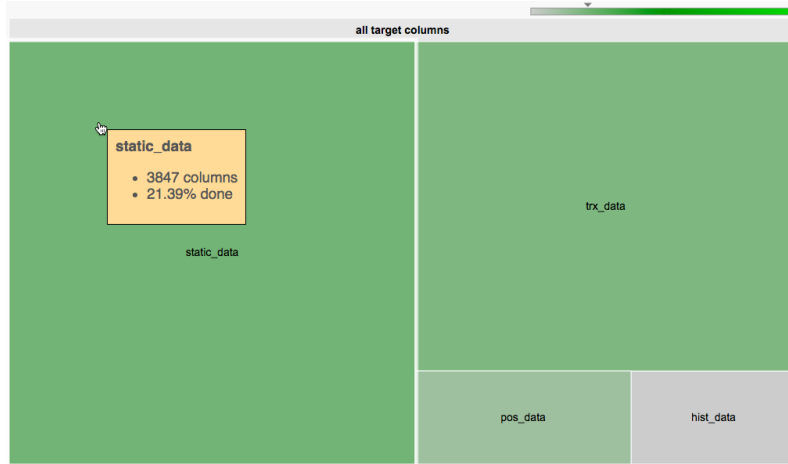 all target columns
static_data
• 3847 columns
• 21.39% done
static_data
trx_data
pos_data
hist_data